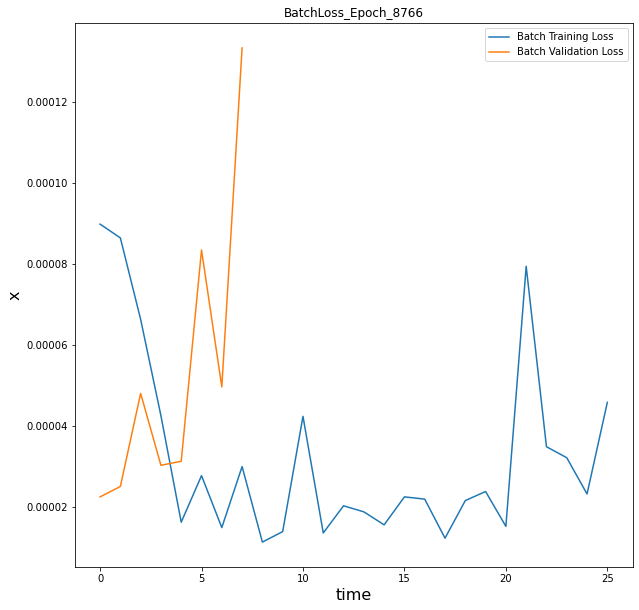 BatchLoss_Epoch_8766
Batch Training Loss
Batch Validation Loss
0.00012
0.00010
0.00008
0.00006
0.00004
0.00002
x
0 5 10 15 20 25
time